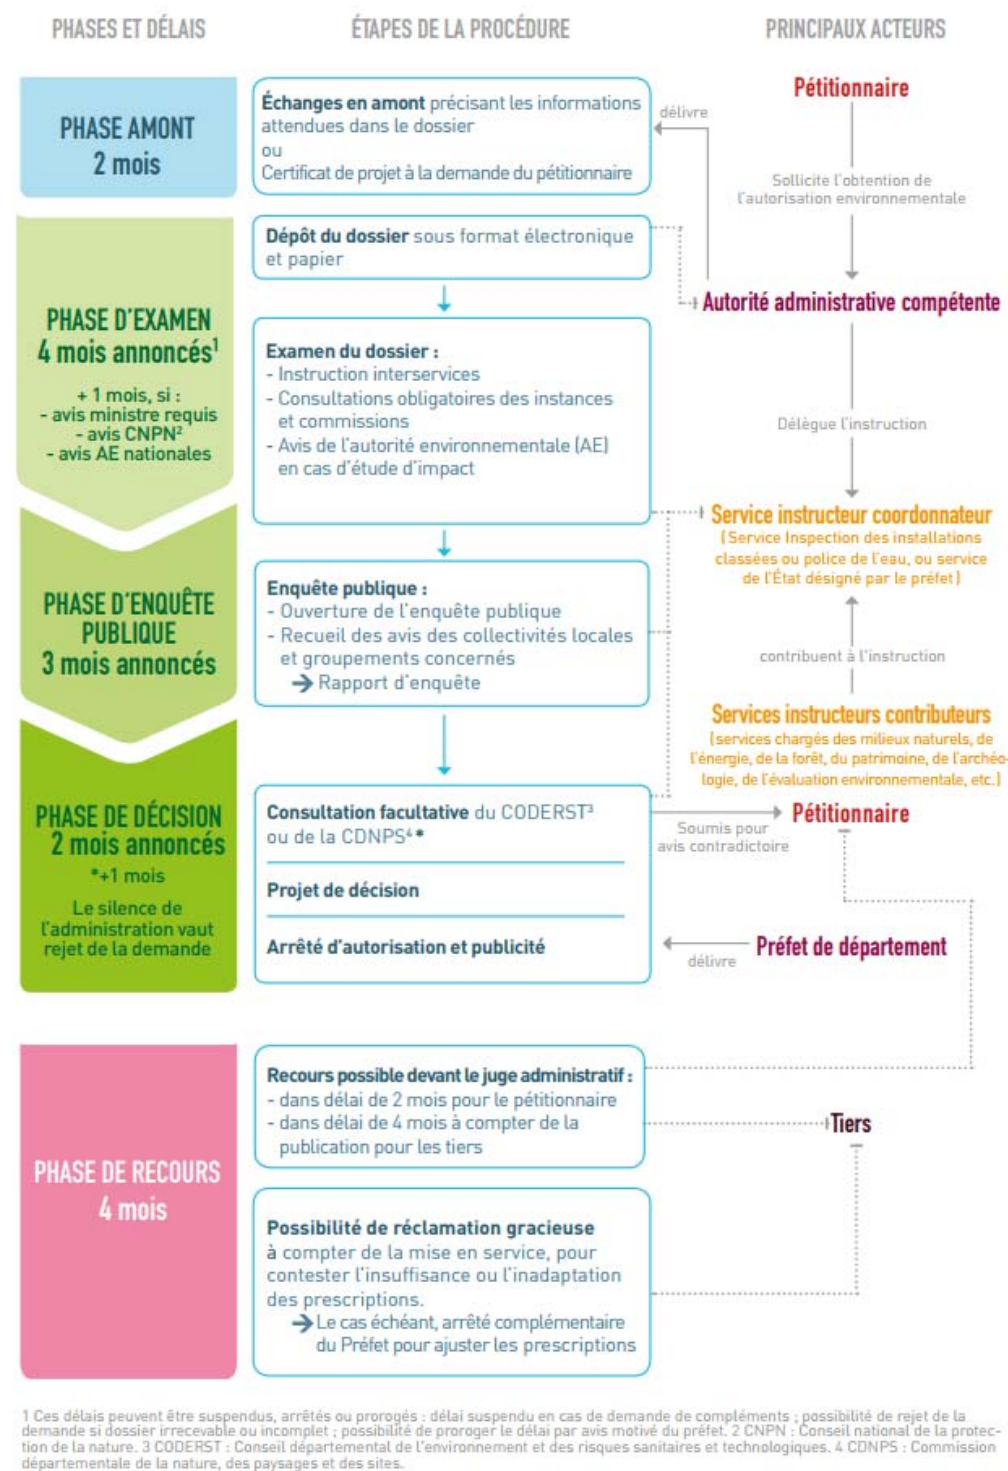 PHASES ET DÉLAIS
ÉTAPES DE LA PROCÉDURE
PRINCIPAUX ACTEURS
PHASE AMONT
2 mois
Échanges en amont précisant les informations
attendues dans le dossier
ou
Certificat de projet à la demande du pétitionnaire
délivre
Pétitionnaire
Sollicite l'obtention de
l'autorisation environnementale
Dépôt du dossier sous format électronique
et papier
Autorité administrative compétente
PHASE D'EXAMEN
4 mois annoncés¹
+ 1 mois, si :
- avis ministre requis
- avis CNPN²
- avis AE nationales
Examen du dossier :
- Instruction interservices
- Consultations obligatoires des instances
et commissions
- Avis de l'autorité environnementale (AE)
en cas d'étude d'impact
Délègue l'instruction
Service instructeur coordonnateur
(Service Inspection des installations
classées ou police de l'eau, ou service
de l'État désigné par le préfet)
PHASE D'ENQUÊTE
PUBLIQUE
3 mois annoncés
Enquête publique :
- Ouverture de l'enquête publique
- Recueil des avis des collectivités locales
et groupements concernés
→ Rapport d'enquête
contribuent à l'instruction
Services instructeurs contributeurs
(services chargés des milieux naturels, de
l'énergie, de la forêt, du patrimoine, de l'archéo-
logie, de l'évaluation environnementale, etc.)
PHASE DE DÉCISION
2 mois annoncés
*+1 mois
Le silence de
l'administration vaut
rejet de la demande
Consultation facultative du CODERST³
ou de la CDNPS⁴*
Projet de décision
Arrêté d'autorisation et publicité
Soumis pour
avis contradictoire
Pétitionnaire
délivre
Préfet de département
PHASE DE RECOURS
4 mois
Recours possible devant le juge administratif :
- dans délai de 2 mois pour le pétitionnaire
- dans délai de 4 mois à compter de la
publication pour les tiers
Tiers
Possibilité de réclamation gracieuse
à compter de la mise en service, pour
contester l'insuffisance ou l'inadaptation
des prescriptions.
→ Le cas échéant, arrêté complémentaire
du Préfet pour ajuster les prescriptions
1 Ces délais peuvent être suspendus, arrêtés ou prorogés : délai suspendu en cas de demande de compléments ; possibilité de rejet de la
demande si dossier irrecevable ou incomplet ; possibilité de proroger le délai par avis motivé du préfet. 2 CNPN : Conseil national de la protec-
tion de la nature. 3 CODERST : Conseil départemental de l'environnement et des risques sanitaires et technologiques. 4 CDNPS : Commission
départementale de la nature, des paysages et des sites.